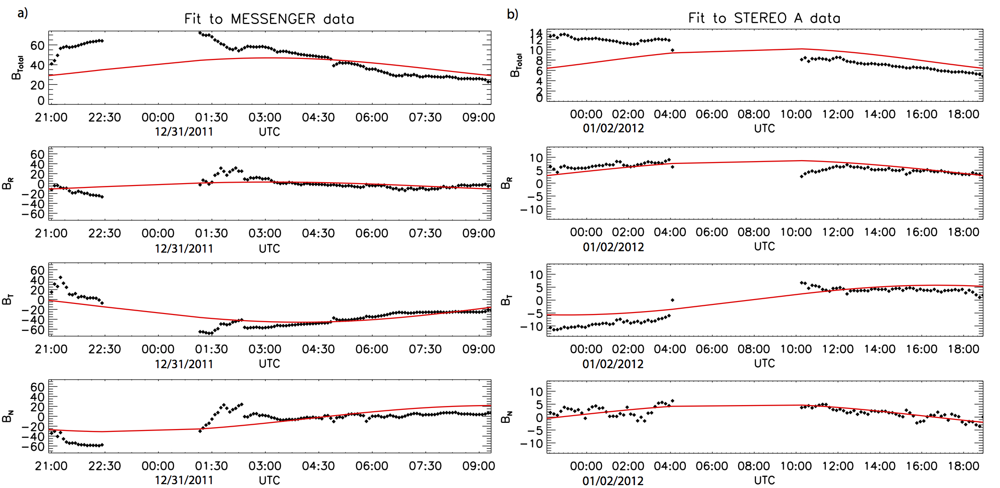 a)
Fit to MESSENGER data
B_Total
60
40
20
0
21:00 22:30 00:00 01:30 03:00 04:30 06:00 07:30 09:00
12/31/2011 UTC
B_R
60
40
20
0
−20
−40
−60
21:00 22:30 00:00 01:30 03:00 04:30 06:00 07:30 09:00
12/31/2011 UTC
B_T
60
40
20
0
−20
−40
−60
21:00 22:30 00:00 01:30 03:00 04:30 06:00 07:30 09:00
12/31/2011 UTC
B_N
60
40
20
0
−20
−40
−60
21:00 22:30 00:00 01:30 03:00 04:30 06:00 07:30 09:00
12/31/2011 UTC
b)
Fit to STEREO A data
B_Total
14
12
10
8
6
4
2
0
00:00 02:00 04:00 06:00 08:00 10:00 12:00 14:00 16:00 18:00
01/02/2012 UTC
B_R
10
5
0
−5
−10
00:00 02:00 04:00 06:00 08:00 10:00 12:00 14:00 16:00 18:00
01/02/2012 UTC
B_T
10
5
0
−5
−10
00:00 02:00 04:00 06:00 08:00 10:00 12:00 14:00 16:00 18:00
01/02/2012 UTC
B_N
10
5
0
−5
−10
00:00 02:00 04:00 06:00 08:00 10:00 12:00 14:00 16:00 18:00
01/02/2012 UTC